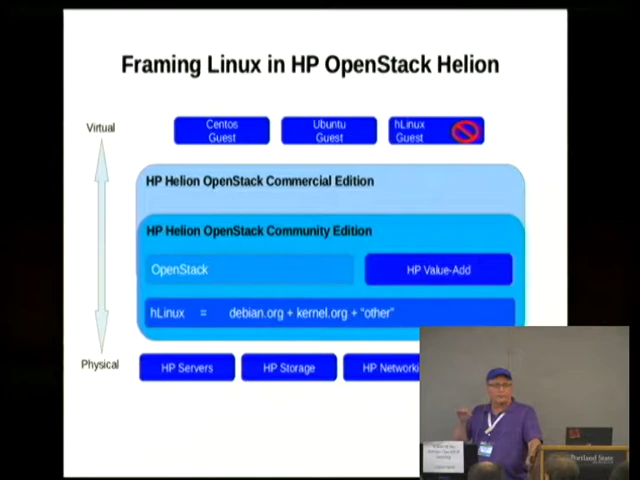 Framing Linux in HP OpenStack Helion
Virtual
Centos
Guest
Ubuntu
Guest
hLinux
Guest
HP Helion OpenStack Commercial Edition
HP Helion OpenStack Community Edition
OpenStack
HP Value-Add
hLinux = debian.org + kernel.org + "other"
Physical
HP Servers
HP Storage
HP Networki
Portland State